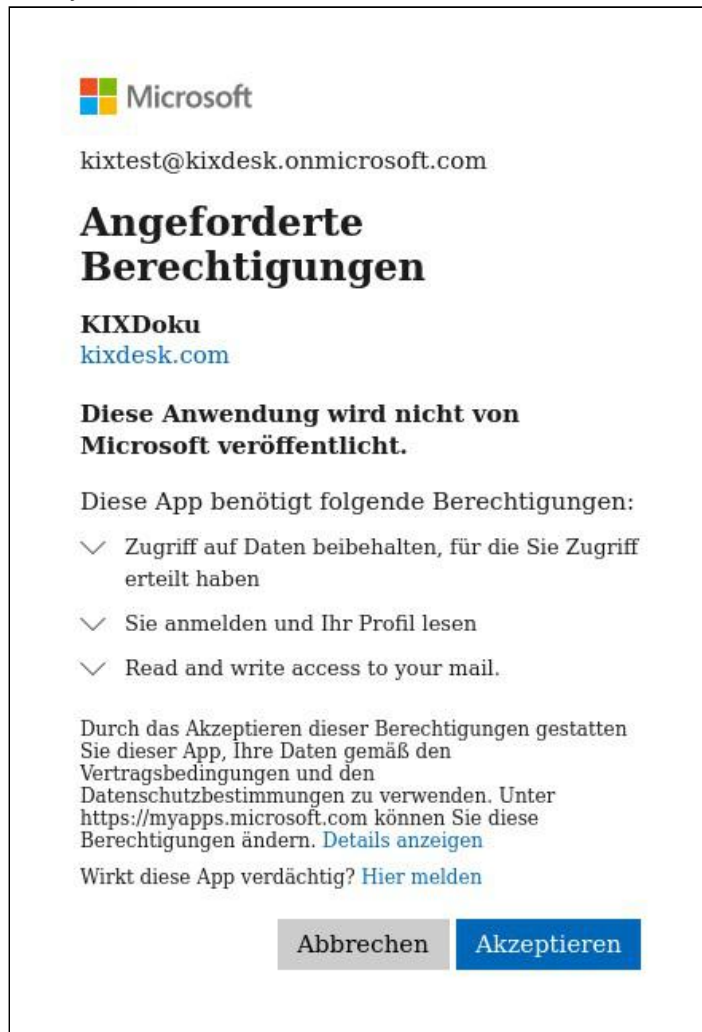 Microsoft
kixtest@kixdesk.onmicrosoft.com
Angeforderte
Berechtigungen
KIXDoku
kixdesk.com
Diese Anwendung wird nicht von
Microsoft veröffentlicht.
Diese App benötigt folgende Berechtigungen:
Zugriff auf Daten beibehalten, für die Sie Zugriff
erteilt haben
Sie anmelden und Ihr Profil lesen
Read and write access to your mail.
Durch das Akzeptieren dieser Berechtigungen gestatten
Sie dieser App, Ihre Daten gemäß den
Vertragsbedingungen und den
Datenschutzbestimmungen zu verwenden. Unter
https://myapps.microsoft.com können Sie diese
Berechtigungen ändern. Details anzeigen
Wirkt diese App verdächtig? Hier melden
Abbrechen Akzeptieren